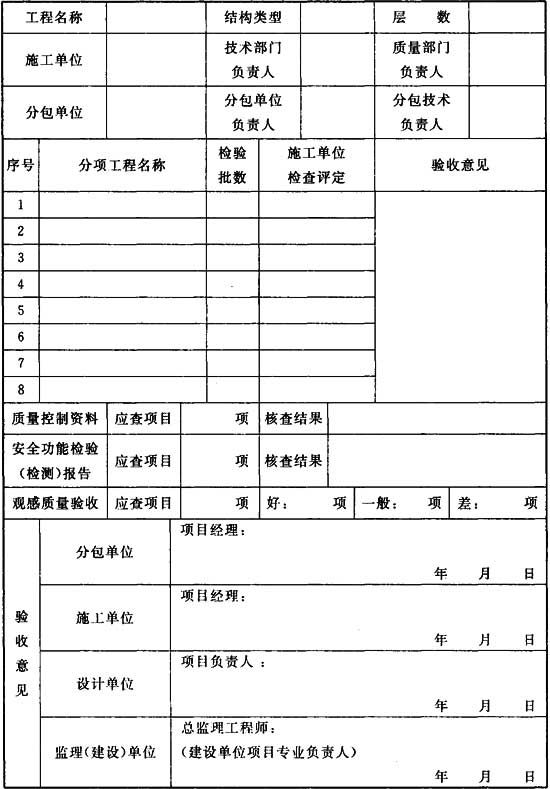 工程名称 结构类型 层 数
施工单位 技术部门 负责人 质量部门 负责人
分包单位 分包单位 负责人 分包技术 负责人
序号 分项工程名称 检验 批数 施工单位 检查评定 验收意见
1
2
3
4
5
6
7
8
质量控制资料 应查项目 项 核查结果
安全功能检验 (检测)报告 应查项目 项 核查结果
观感质量验收 应查项目 项 好: 项 一般: 项 差: 项
验收意见
分包单位 项目经理:
年 月 日
施工单位 项目经理:
年 月 日
设计单位 项目负责人:
年 月 日
监理(建设)单位 总监理工程师:
(建设单位项目专业负责人)
年 月 日